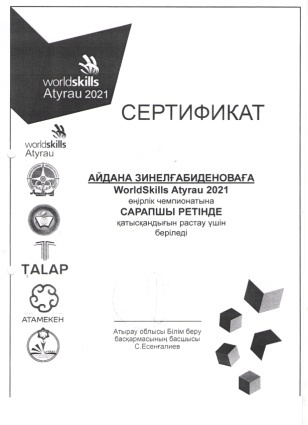 worldskills
Atyrau 2021
СЕРТИФИКАТ
worldskills
Atyrau
АЙДАНА ЗИНЕЛҒАБИДЕНОВАҒА
WorldSkills Atyrau 2021
өңірлік чемпионатына
САРАПШЫ РЕТІНДЕ
қатысқандығын растау үшін
беріледі
TALAP
АТАМЕКЕН
Атырау облысы Білім беру
басқармасының басшысы
С.Есенғалиев